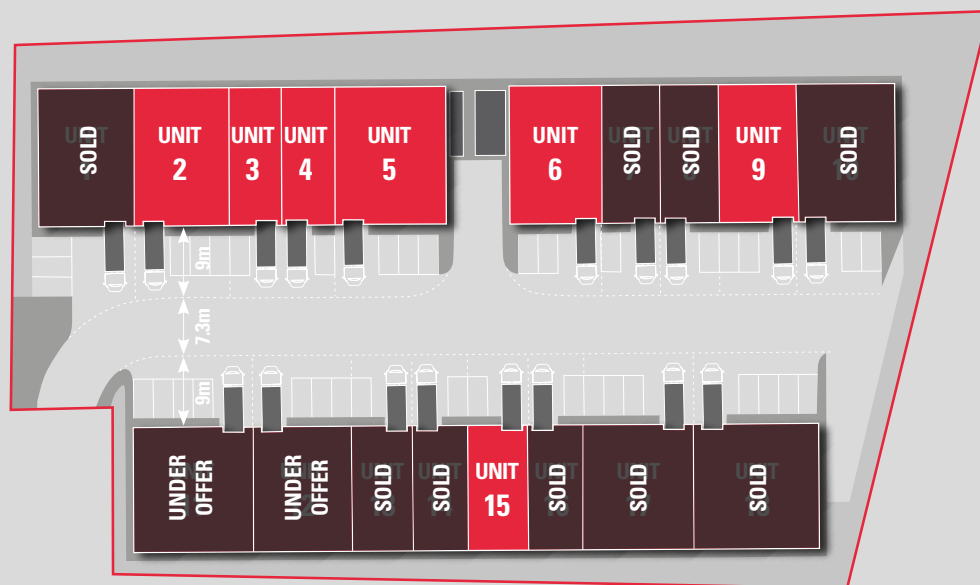 SOLD
UNIT
2
UNIT
3
UNIT
4
UNIT
5
UNIT
6
SOLD
SOLD
UNIT
9
SOLD
9m
7.3m
9m
UNDER
OFFER
UNDER
OFFER
SOLD
SOLD
UNIT
15
SOLD
SOLD
SOLD